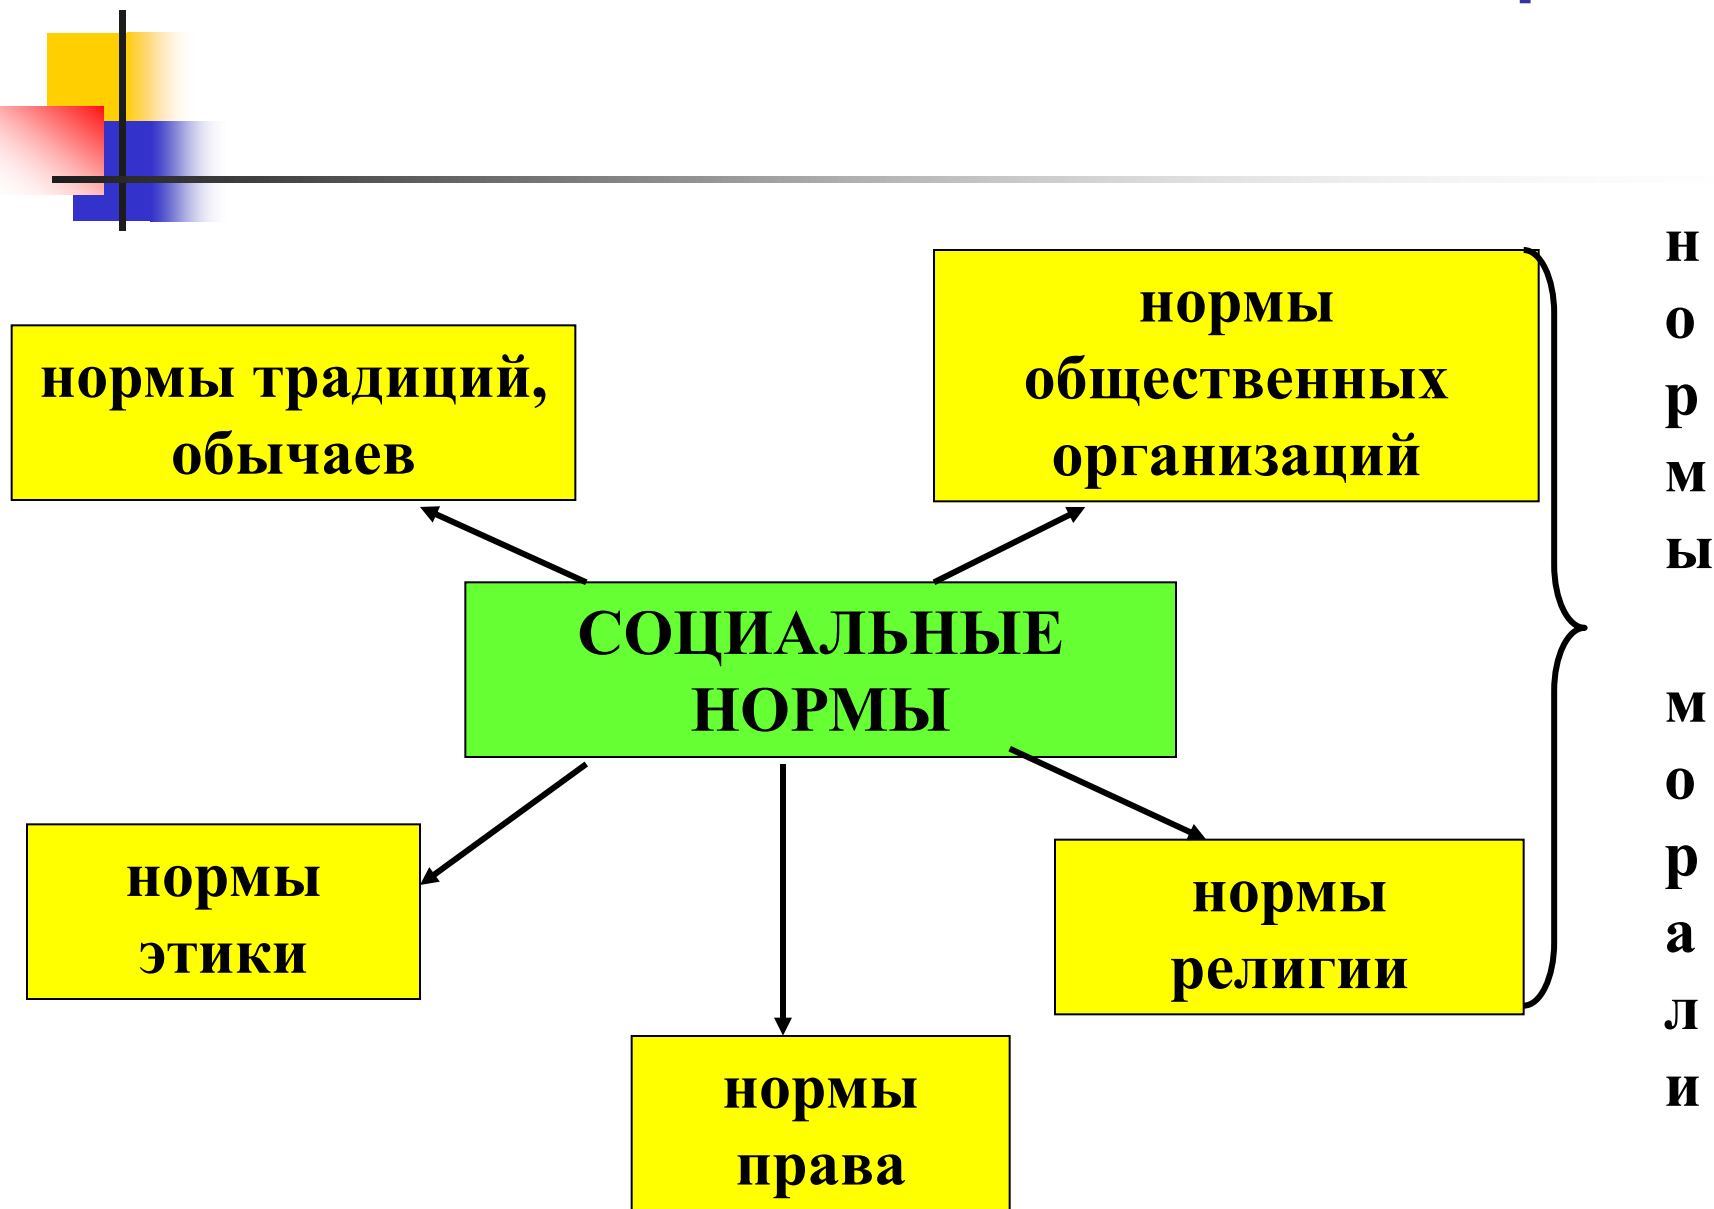 нормы традиций,
обычаев
нормы
общественных
организаций
СОЦИАЛЬНЫЕ
НОРМЫ
нормы
этики
нормы
права
нормы
религии
нормы морали